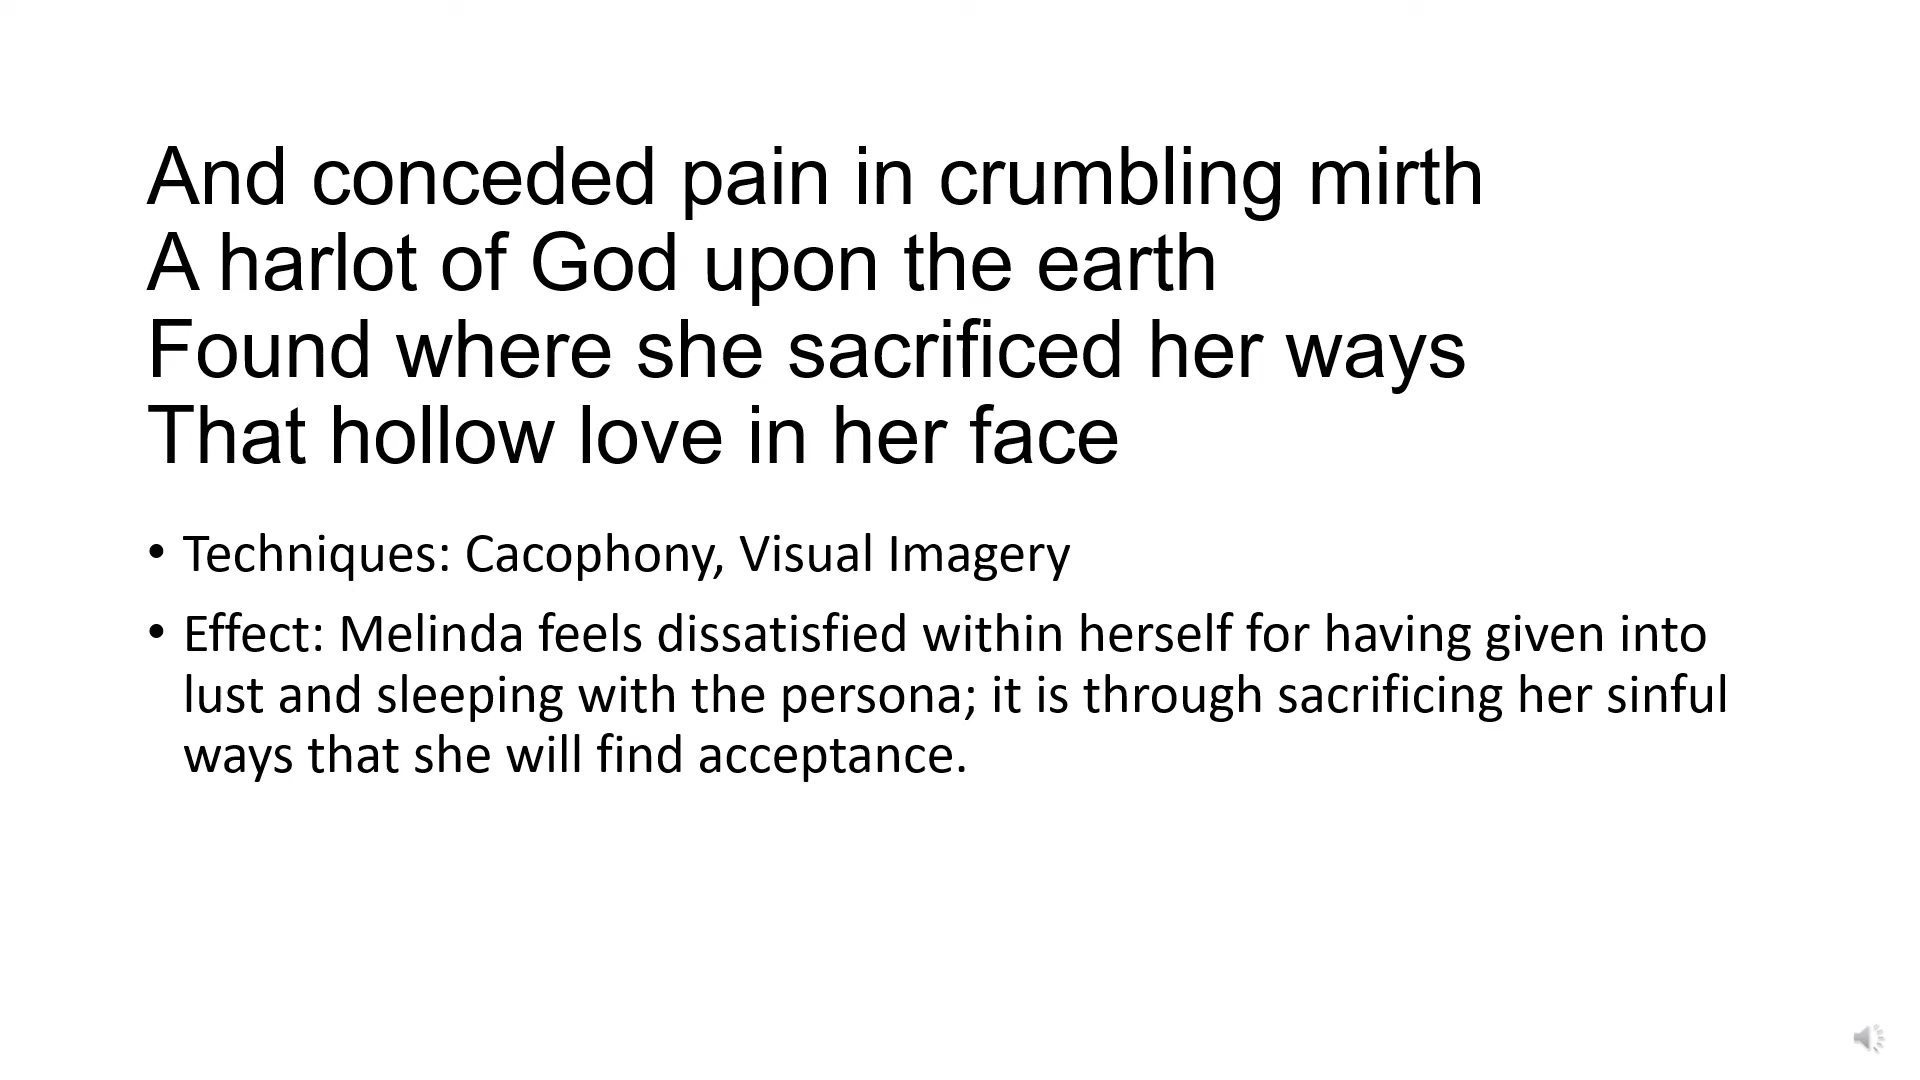 And conceded pain in crumbling mirth
A harlot of God upon the earth
Found where she sacrificed her ways
That hollow love in her face
• Techniques: Cacophony, Visual Imagery
• Effect: Melinda feels dissatisfied within herself for having given into
lust and sleeping with the persona; it is through sacrificing her sinful
ways that she will find acceptance.